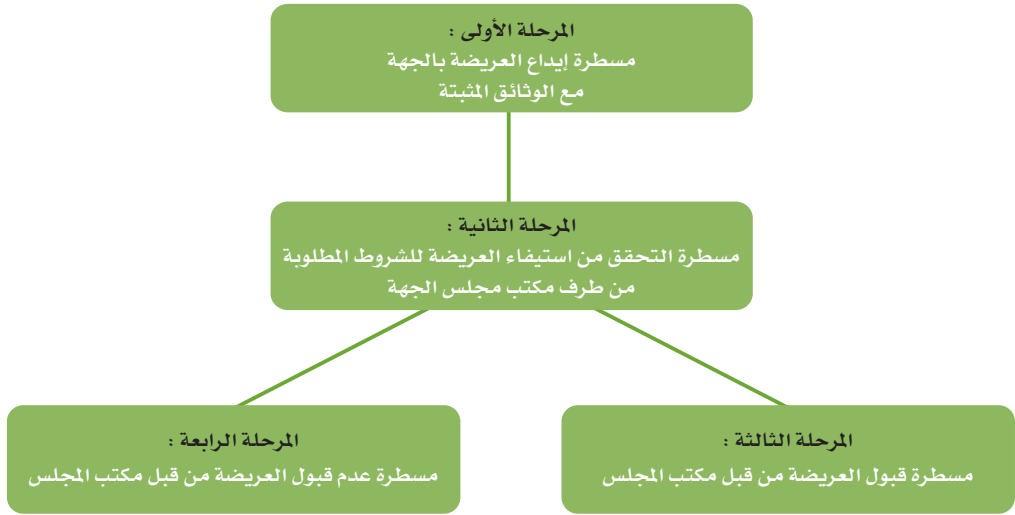 المرحلة الأولى :
مسطرة إيداع العريضة بالجهة
مع الوثائق المثبتة
المرحلة الثانية :
مسطرة التحقق من استيفاء العريضة للشروط المطلوبة
من طرف مكتب مجلس الجهة
المرحلة الثالثة :
مسطرة قبول العريضة من قبل مكتب المجلس
المرحلة الرابعة :
مسطرة عدم قبول العريضة من قبل مكتب المجلس